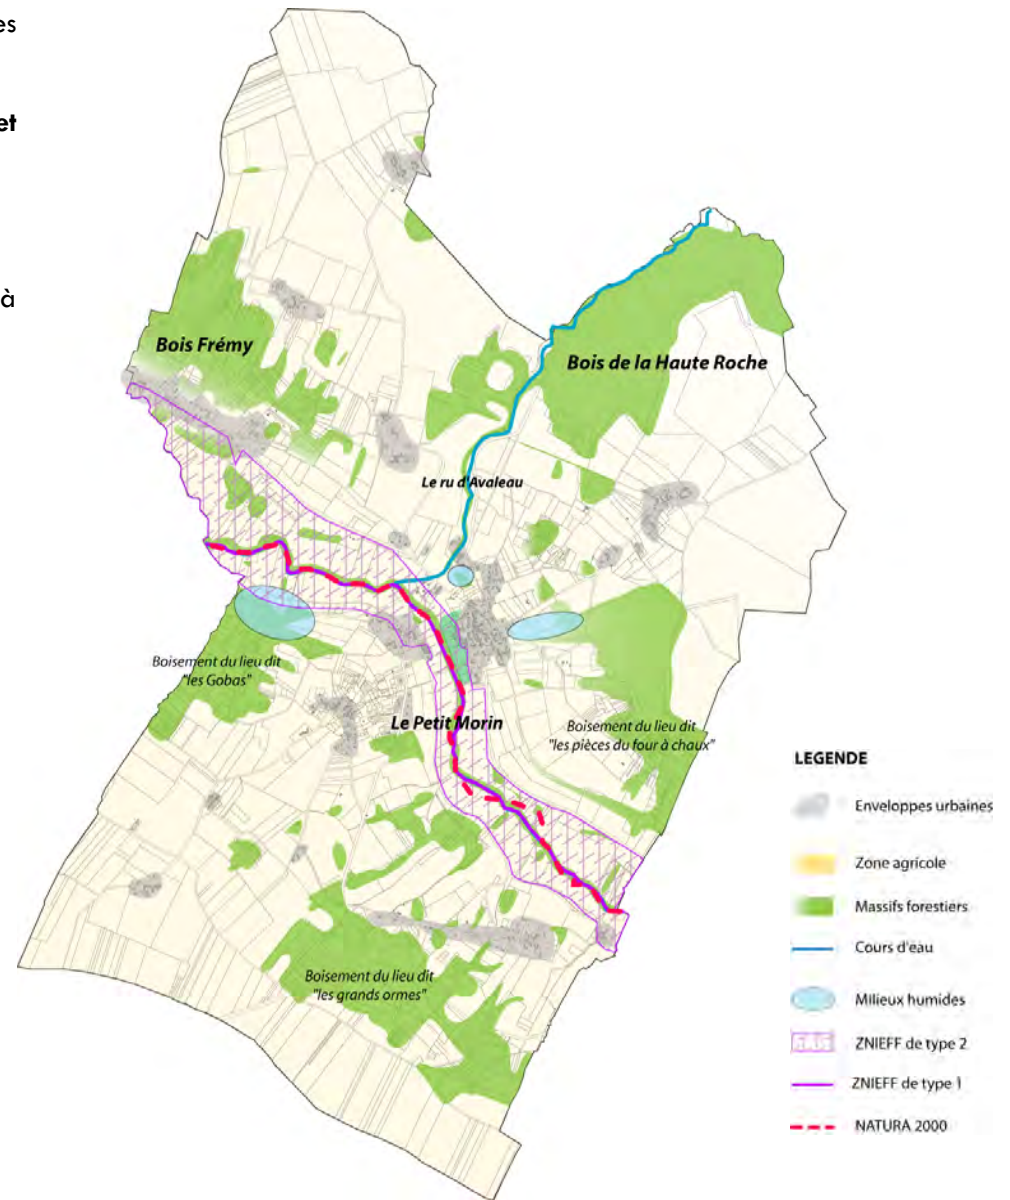 es
et
à
Bois Frémy
Bois de la Haute Roche
Le ru d'Avaleau
Boisement du lieu dit
"les Gobas"
Le Petit Morin
Boisement du lieu dit
"les pièces du four à chaux"
Boisement du lieu dit
"les grands ormes"
LEGENDE
Enveloppes urbaines
Zone agricole
Massifs forestiers
Cours d'eau
Milieux humides
ZNIEFF de type 2
ZNIEFF de type 1
NATURA 2000